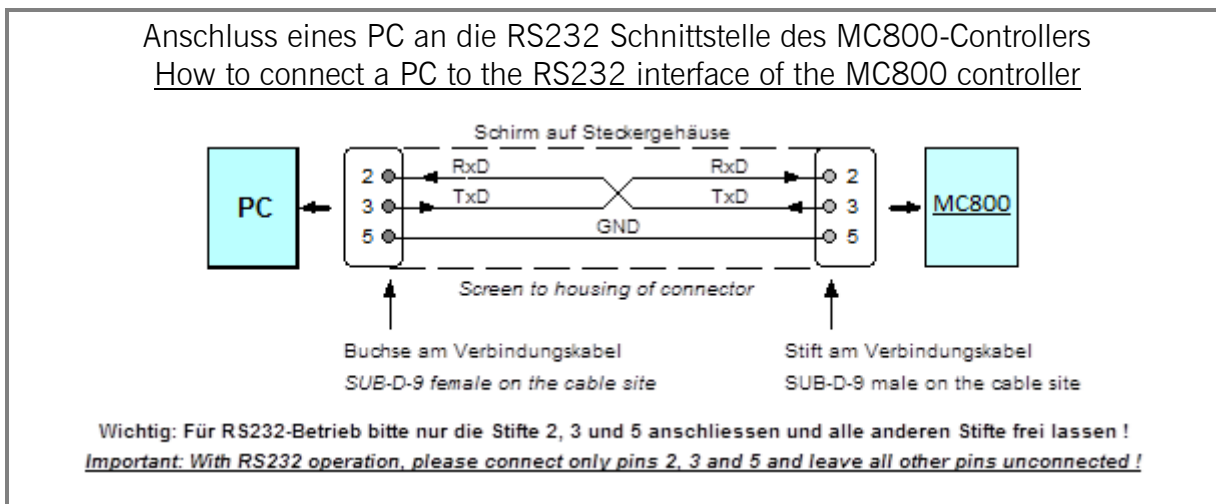 Anschluss eines PC an die RS232 Schnittstelle des MC800-Controllers
How to connect a PC to the RS232 interface of the MC800 controller
Schirm auf Steckergehäuse
RxD RxD
2 2
PC 3 TxD TxD 3 MC800
GND
5 5
Screen to housing of connector
Buchse am Verbindungskabel Stift am Verbindungskabel
SUB-D-9 female on the cable site SUB-D-9 male on the cable site
Wichtig: Für RS232-Betrieb bitte nur die Stifte 2, 3 und 5 anschliessen und alle anderen Stifte frei lassen !
Important: With RS232 operation, please connect only pins 2, 3 and 5 and leave all other pins unconnected !